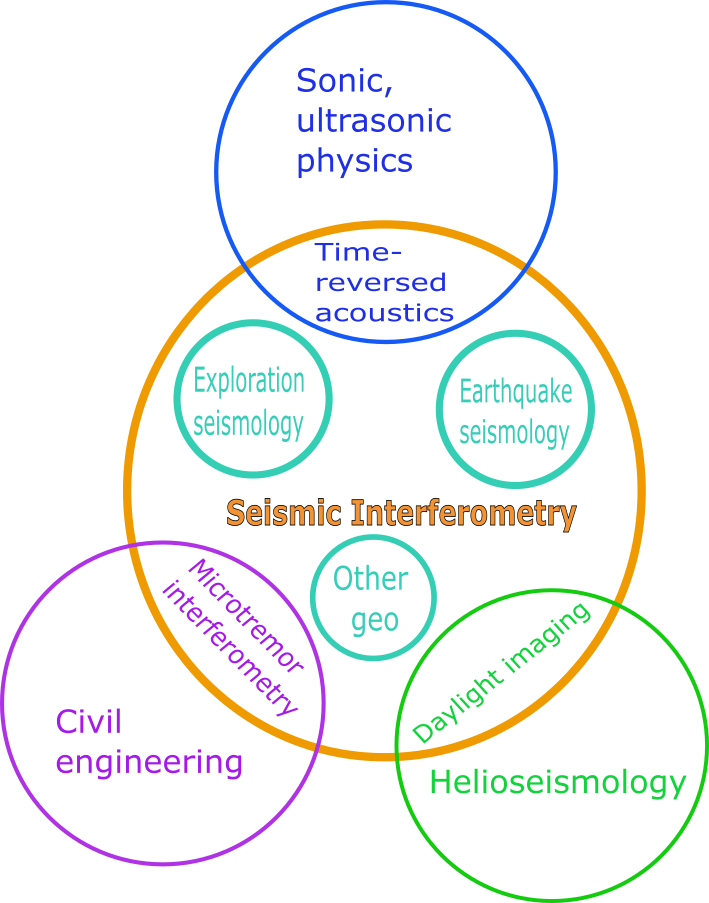 Sonic,
ultrasonic
physics
Time-
reversed
acoustics
Exploration
seismology
Earthquake
seismology
Seismic Interferometry
Other
geo
Microtremor
interferometry
Daylight imaging
Civil
engineering
Helioseismology